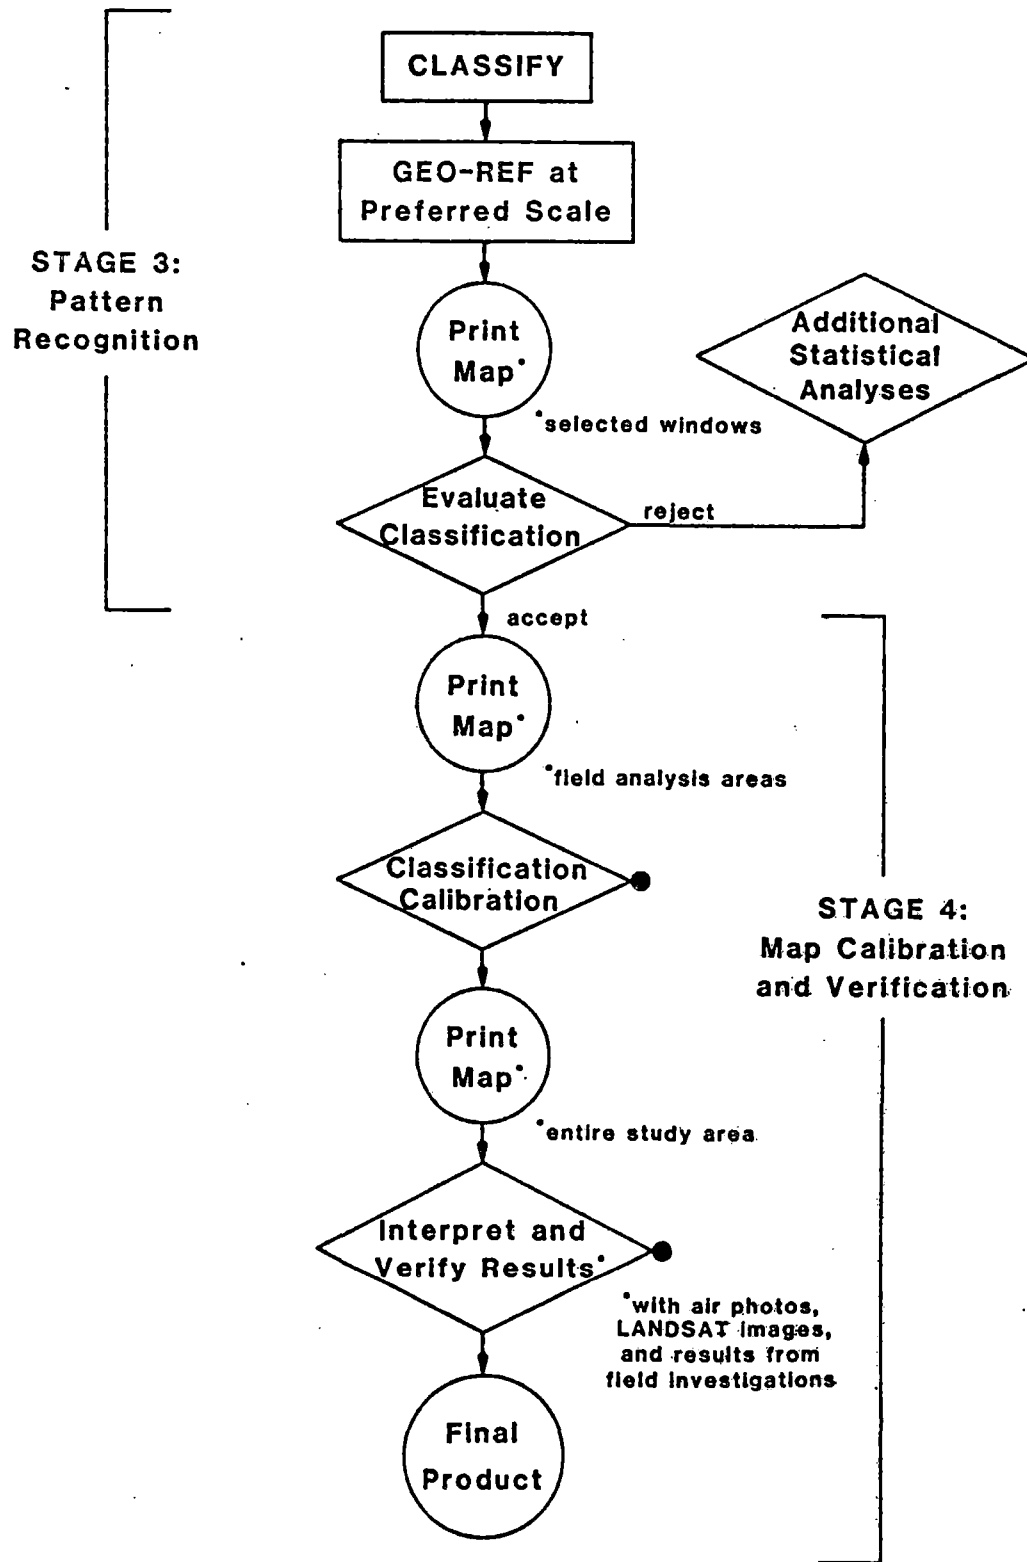 CLASSIFY
GEO-REF at
Preferred Scale
STAGE 3:
Pattern
Recognition
Print
Map*
*selected windows
Additional
Statistical
Analyses
Evaluate
Classification
reject
accept
Print
Map*
*field analysis areas
Classification
Calibration
STAGE 4:
Map Calibration
and Verification
Print
Map*
*entire study area
Interpret and
Verify Results*
*with air photos,
LANDSAT images,
and results from
field investigations
Final
Product